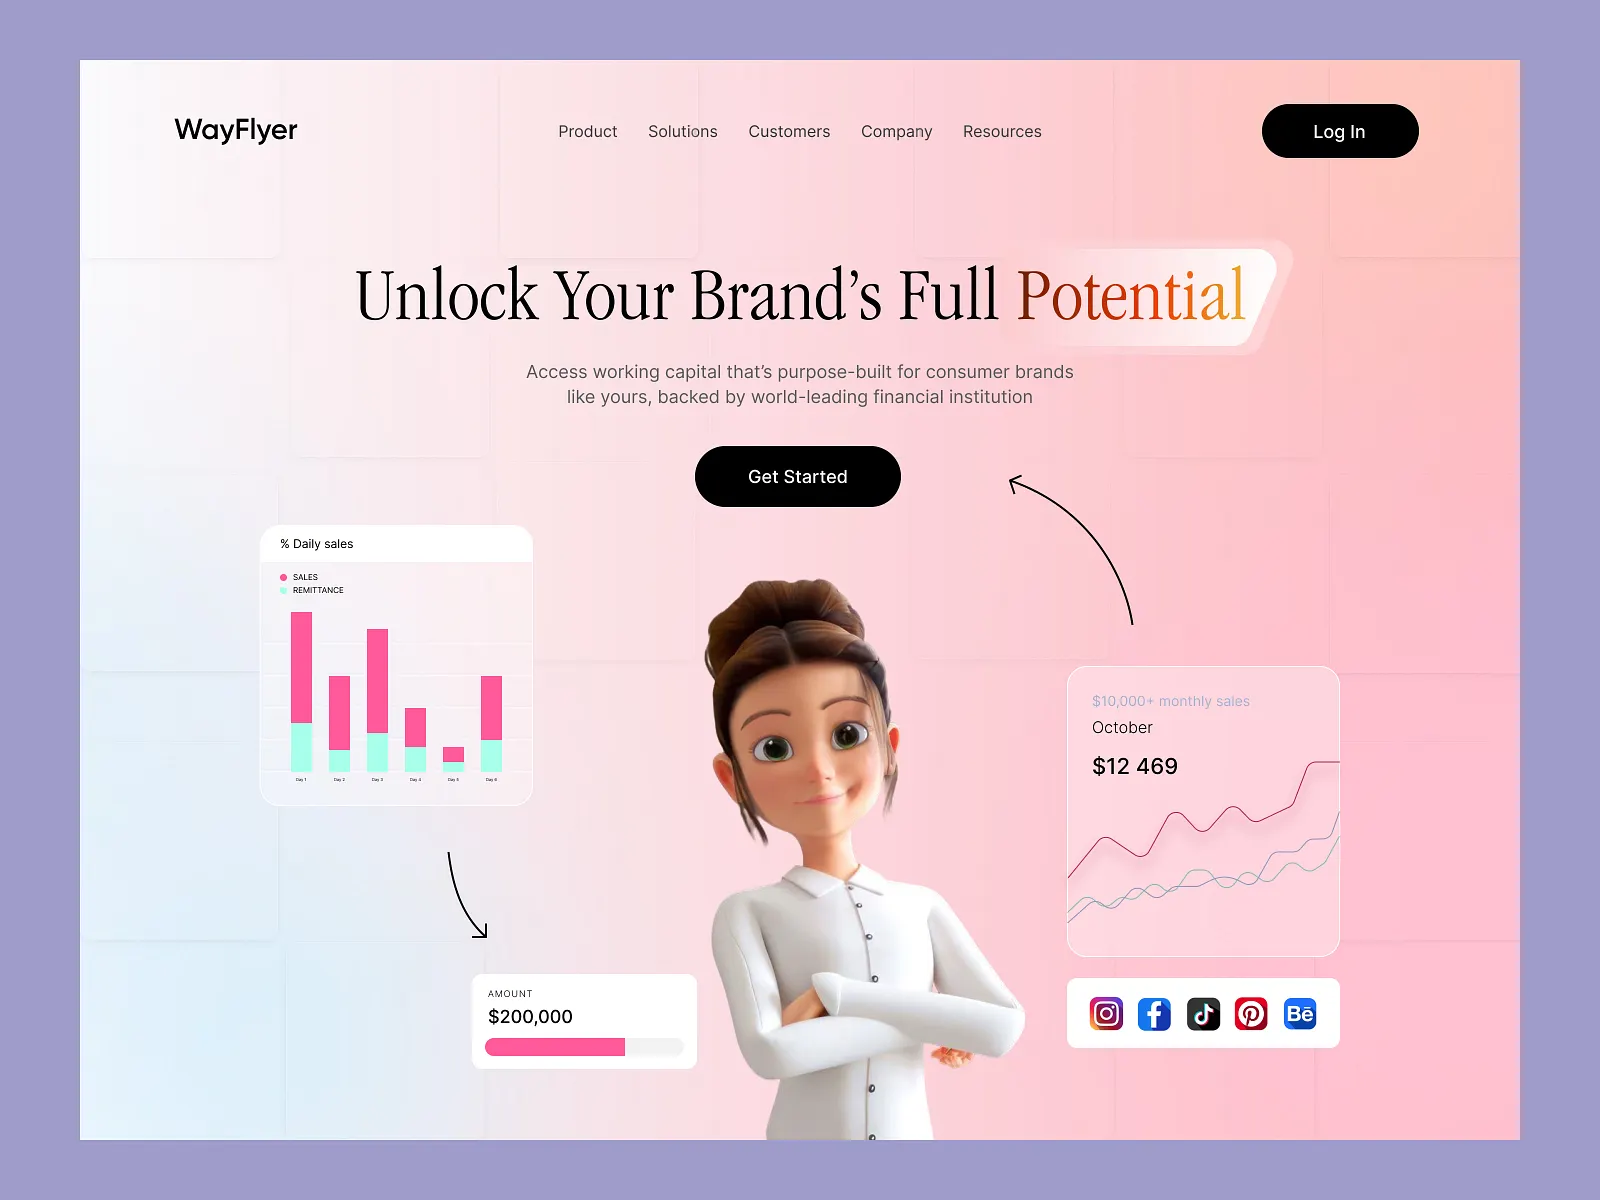 WayFlyer
Product Solutions Customers Company Resources
Log In
Unlock Your Brand’s Full Potential
Access working capital that’s purpose-built for consumer brands
like yours, backed by world-leading financial institution
Get Started
% Daily sales
SALES
REMITTANCE
Day 1 Day 2 Day 3 Day 4 Day 5 Day 6
$10,000+ monthly sales
October
$12 469
AMOUNT
$200,000
Bē